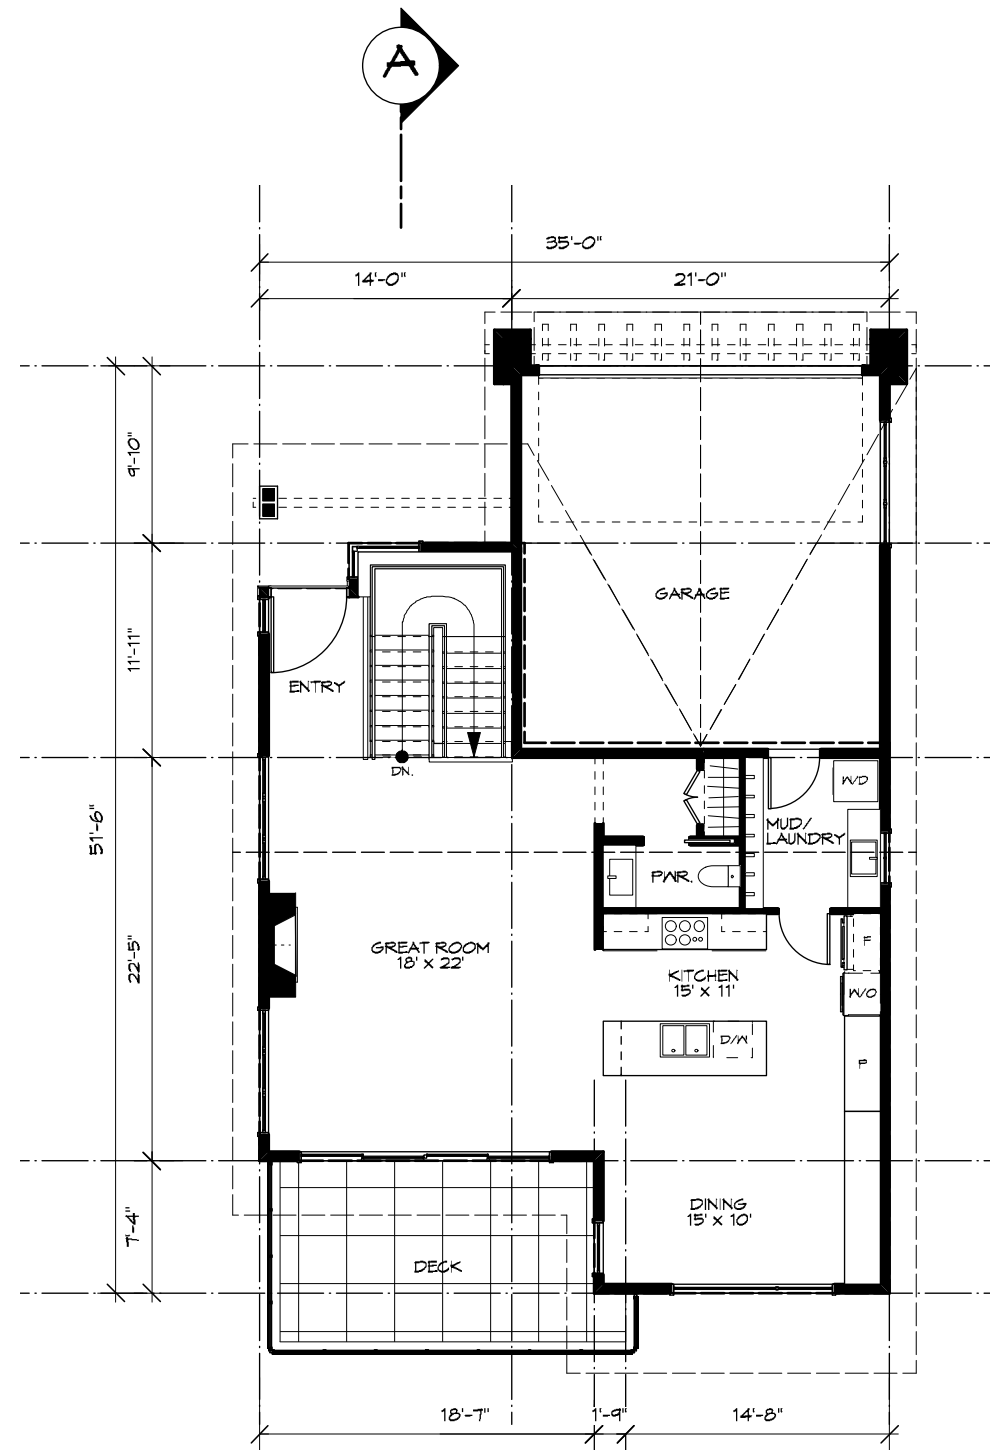 A
35'-0"
14'-0"
21'-0"
9'-10"
GARAGE
11'-11"
ENTRY
DN.
W/D
51'-6"
MUD/
LAUNDRY
PWR.
22'-5"
GREAT ROOM
18' x 22'
F
KITCHEN
15' x 11'
W/O
D/W
P
DINING
15' x 10'
7'-4"
DECK
18'-7"
1'-9"
14'-8"